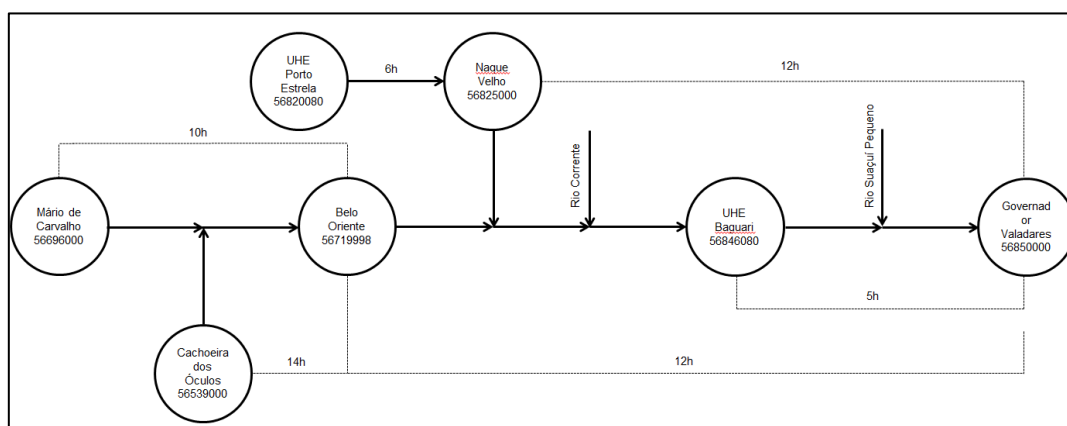 UHE
Porto
Estrela
56820080
6h
Naque
Velho
56825000
12h
10h
Rio Corrente
Rio Suaçuí Pequeno
Mário de
Carvalho
56696000
Belo
Oriente
56719998
UHE
Baguari
56846080
Governad
or
Valadares
56850000
5h
Cachoeira
dos
Óculos
56539000
14h
12h